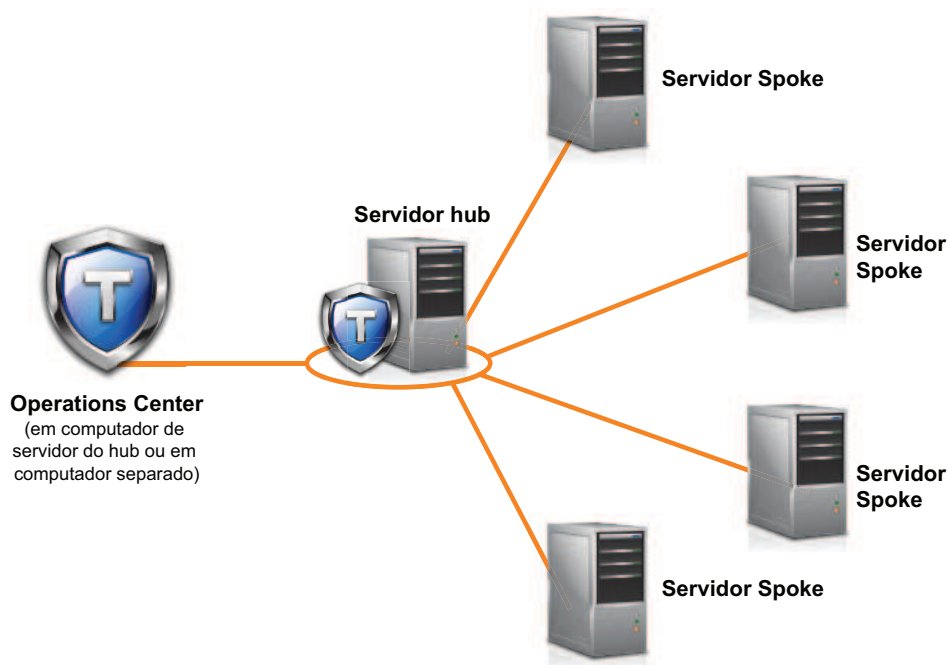 Servidor Spoke
Servidor hub
Servidor
Spoke
T
T
Operations Center
(em computador de
servidor do hub ou em
computador separado)
Servidor
Spoke
Servidor Spoke